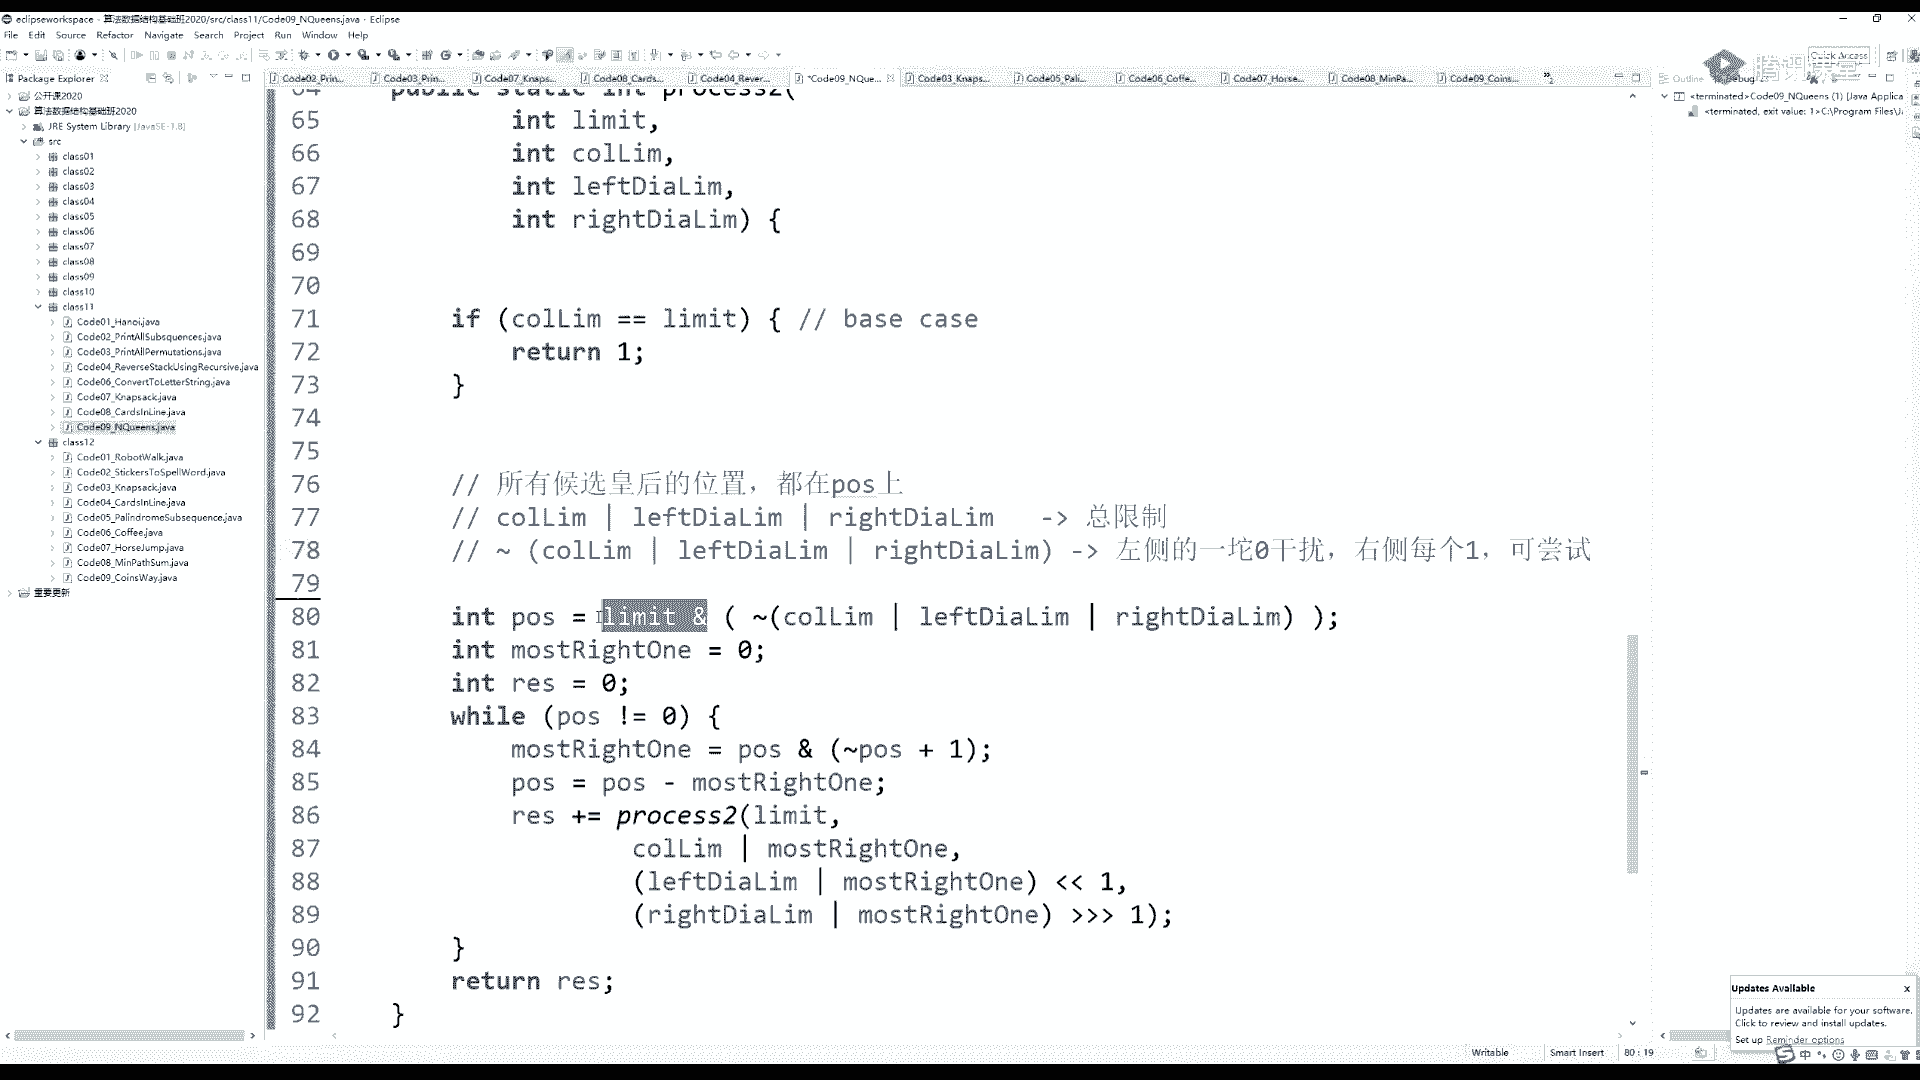 eclipseworkspace - 算法数据结构基础班2020/src/class11/Code09_NQueens.java - Eclipse
File Edit Source Refactor Navigate Search Project Run Window Help
Quick Access
腾讯课堂
Package Explorer
Code02_Prin... Code03_Prin... Code07_Knaps... Code08_Cards... Code04_Rever... *Code09_NQue... Code03_Knaps... Code05_Pali... Code06_Coffe... Code07_Horse... Code08_MinPa... Code09_Coins...
Outline
公开课2020
算法数据结构基础班2020
JRE System Library [JavaSE-1.8]
src
class01
class02
class03
class04
class05
class06
class07
class08
class09
class10
class11
Code01_Hanoi.java
Code02_PrintAllSubsquences.java
Code03_PrintAllPermutations.java
Code04_ReverseStackUsingRecursive.java
Code06_ConvertToLetterString.java
Code07_Knapsack.java
Code08_CardsInLine.java
Code09_NQueens.java
class12
Code01_RobotWalk.java
Code02_StickersToSpellWord.java
Code03_Knapsack.java
Code04_CardsInLine.java
Code05_PalindromeSubsequence.java
Code06_Coffee.java
Code07_HorseJump.java
Code08_MinPathSum.java
Code09_CoinsWay.java
重要更新
64 public static int process2(
65 int limit,
66 int colLim,
67 int leftDiaLim,
68 int rightDiaLim) {
69
70
71 if (colLim == limit) { // base case
72 return 1;
73 }
74
75
76 // 所有候选皇后的位置，都在pos上
77 // colLim | leftDiaLim | rightDiaLim -> 总限制
78 // ~ (colLim | leftDiaLim | rightDiaLim) -> 左侧的一坨0干扰，右侧每个1，可尝试
79
80 int pos = limit & ( ~(colLim | leftDiaLim | rightDiaLim) );
81 int mostRightOne = 0;
82 int res = 0;
83 while (pos != 0) {
84 mostRightOne = pos & (~pos + 1);
85 pos = pos - mostRightOne;
86 res += process2(limit,
87 colLim | mostRightOne,
88 (leftDiaLim | mostRightOne) << 1,
89 (rightDiaLim | mostRightOne) >>> 1);
90 }
91 return res;
92 }
<terminated>Code09_NQueens (1) [Java Applica
<terminated, exit value: 1>C:\Program Files\J
Updates Available x
Updates are available for your software.
Click to review and install updates.
Set up Reminder options
Writable Smart Insert 80 : 19
中